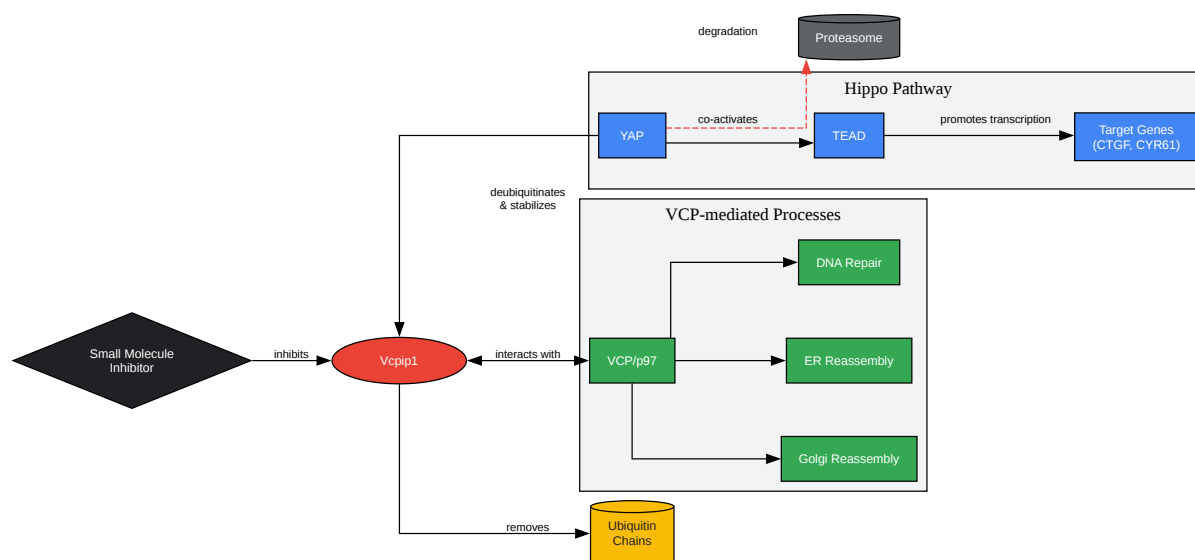 degradation
Proteasome
Hippo Pathway
YAP
co-activates
TEAD
promotes transcription
Target Genes
(CTGF, CYR61)
deubiquitinates
& stabilizes
VCP-mediated Processes
DNA Repair
Small Molecule
Inhibitor
inhibits
Vcpip1
interacts with
VCP/p97
ER Reassembly
Golgi Reassembly
removes
Ubiquitin
Chains